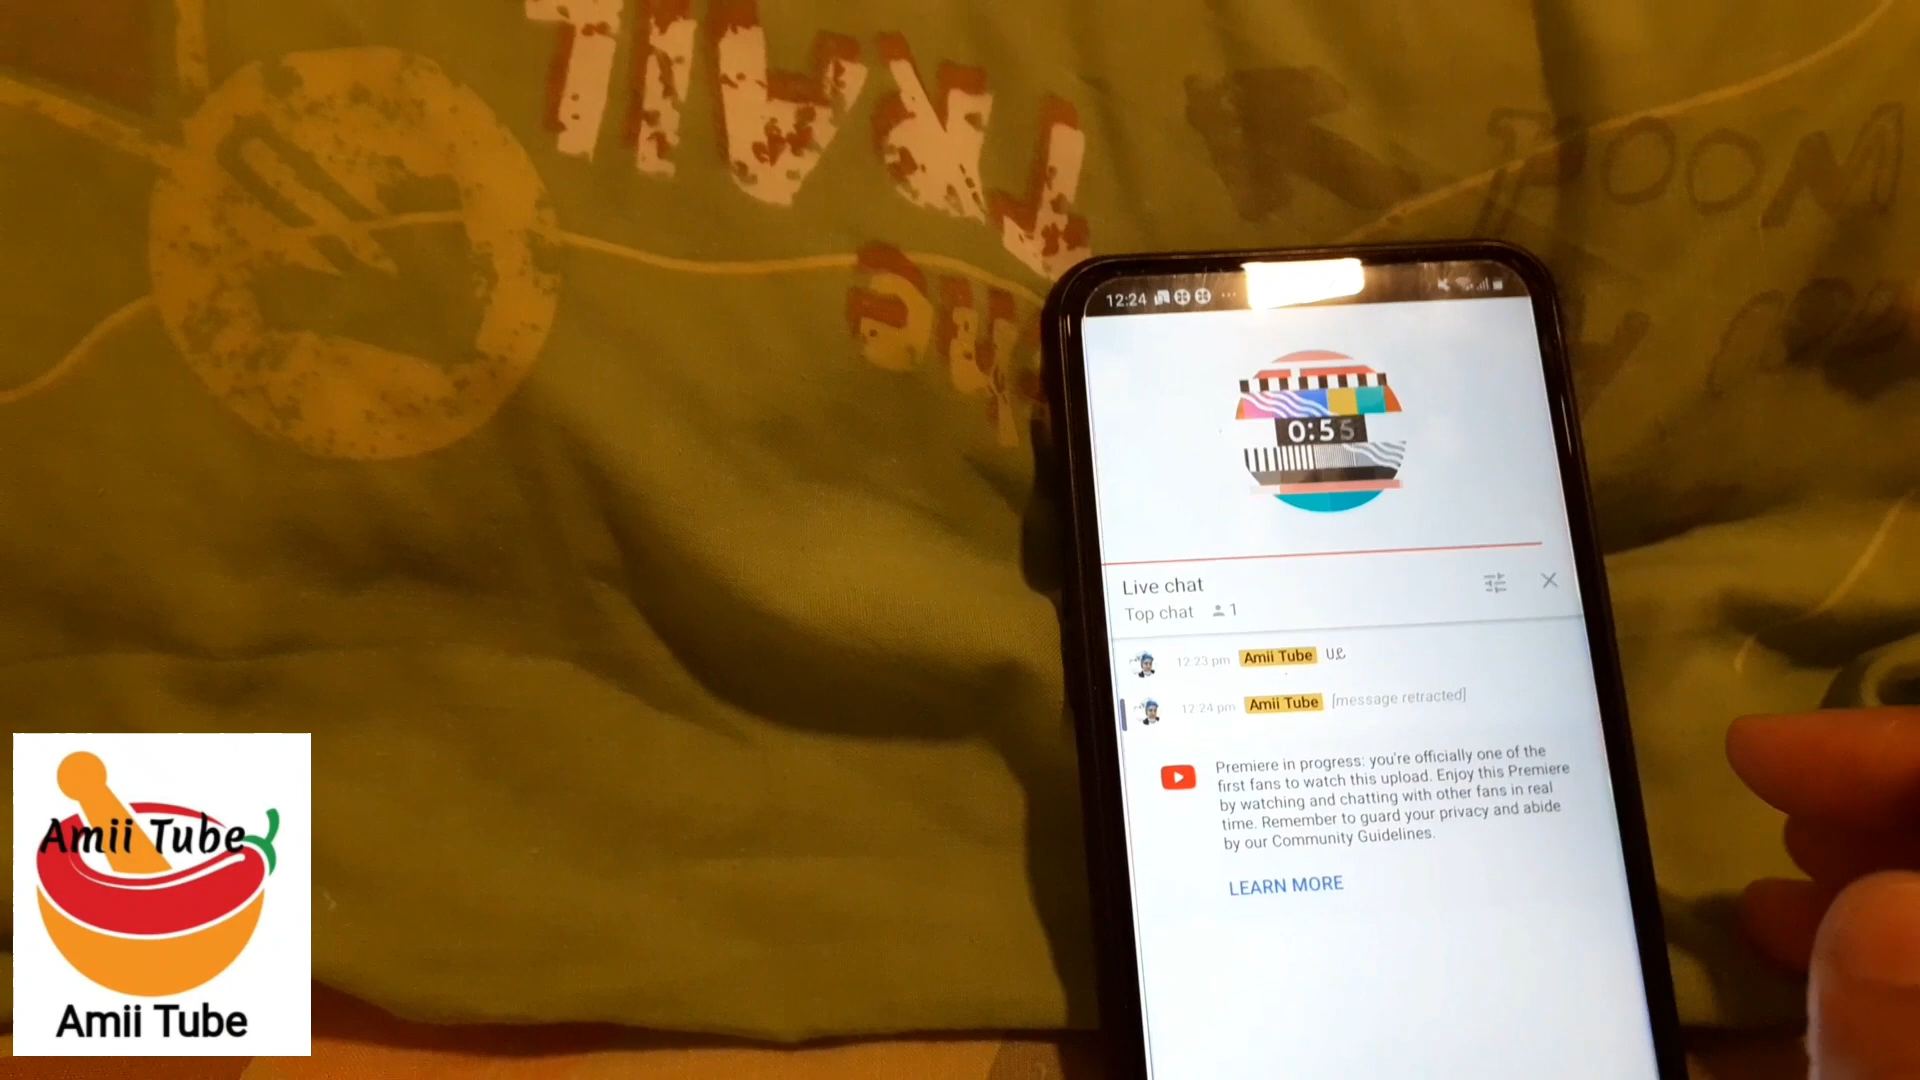 TRAIL
12:24
0:55
Live chat
Top chat 1
12:23 pm Amii Tube
12:24 pm Amii Tube [message retracted]
Premiere in progress: you're officially one of the
first fans to watch this upload. Enjoy this Premiere
by watching and chatting with other fans in real
time. Remember to guard your privacy and abide
by our Community Guidelines.
LEARN MORE
Amii Tube
Amii Tube